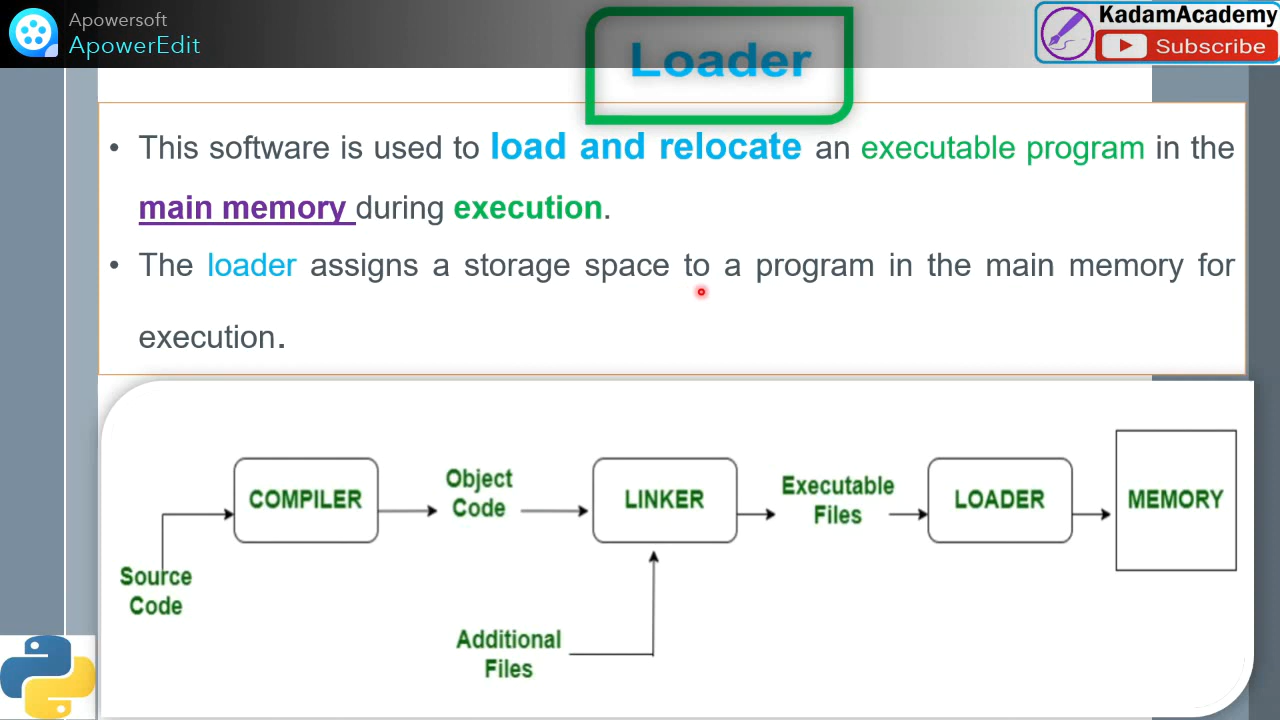 Apowersoft
ApowerEdit
KadamAcademy
Subscribe
Loader
• This software is used to load and relocate an executable program in the
main memory during execution.
• The loader assigns a storage space to a program in the main memory for
execution.
COMPILER
Object
Code
LINKER
Executable
Files
LOADER
MEMORY
Source
Code
Additional
Files